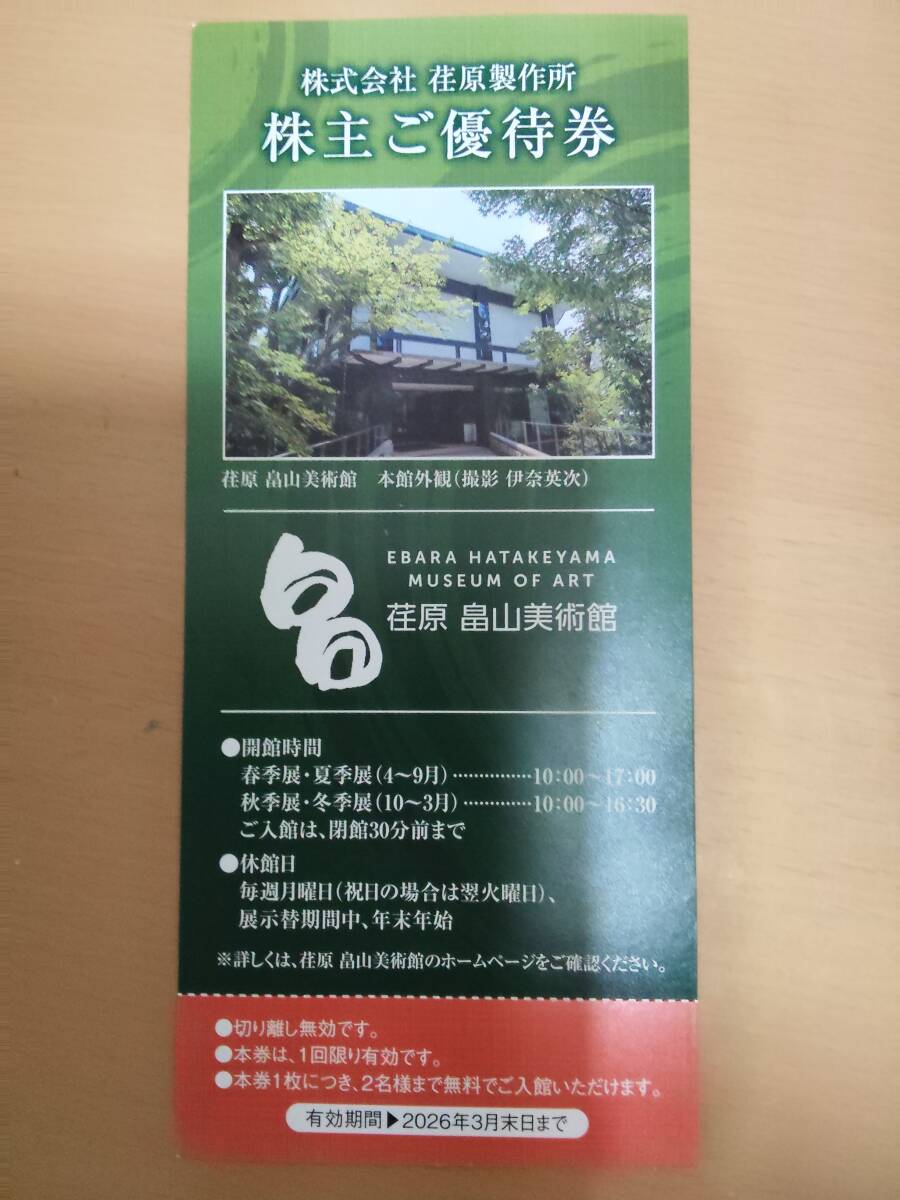 株式会社 荏原製作所
株主ご優待券
荏原 畠山美術館 本館外観(撮影 伊奈英次)
EBARA HATAKEYAMA
MUSEUM OF ART
荏原 畠山美術館
●開館時間
春季展・夏季展(4～9月)……………10:00～17:00
秋季展・冬季展(10～3月)…………10:00～16:30
ご入館は、閉館30分前まで
●休館日
毎週月曜日(祝日の場合は翌火曜日)、
展示替期間中、年末年始
※詳しくは、荏原 畠山美術館のホームページをご確認ください。
●切り離し無効です。
●本券は、1回限り有効です。
●本券1枚につき、2名様まで無料でご入館いただけます。
有効期間▶2026年3月末日まで